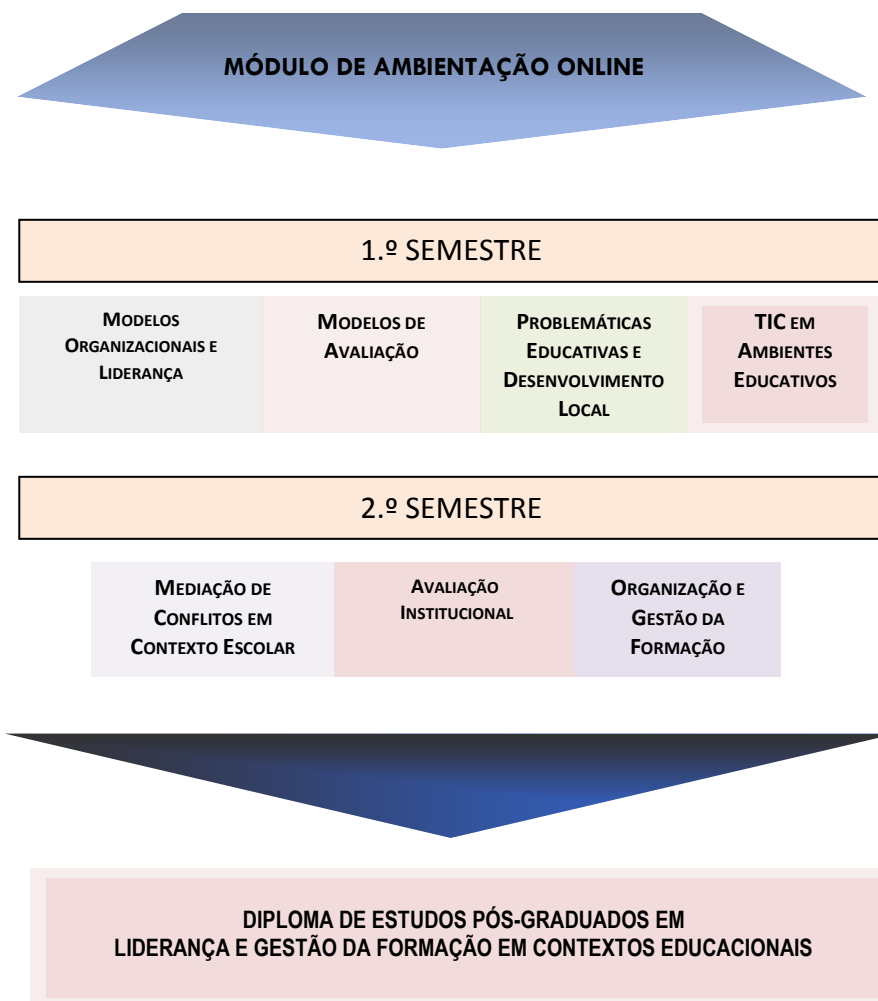 MÓDULO DE AMBIENTAÇÃO ONLINE
1.º SEMESTRE
MODELOS
ORGANIZACIONAIS E
LIDERANÇA
MODELOS DE
AVALIAÇÃO
PROBLEMÁTICAS
EDUCATIVAS E
DESENVOLVIMENTO
LOCAL
TIC EM
AMBIENTES
EDUCATIVOS
2.º SEMESTRE
MEDIAÇÃO DE
CONFLITOS EM
CONTEXTO ESCOLAR
AVALIAÇÃO
INSTITUCIONAL
ORGANIZAÇÃO E
GESTÃO DA
FORMAÇÃO
DIPLOMA DE ESTUDOS PÓS-GRADUADOS EM
LIDERANÇA E GESTÃO DA FORMAÇÃO EM CONTEXTOS EDUCACIONAIS